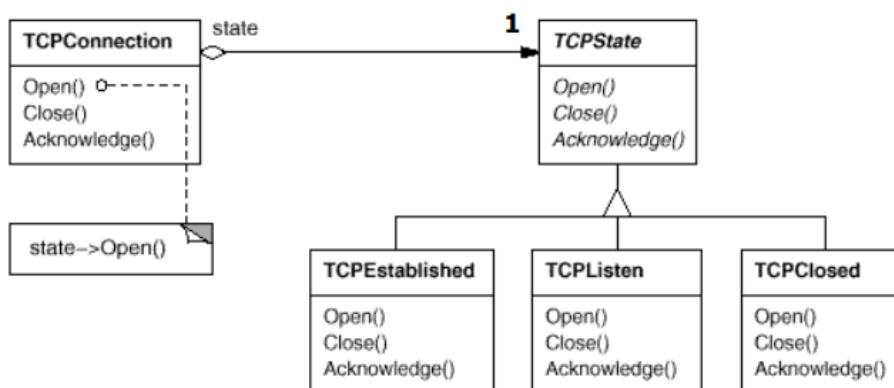 state
1
TCPConnection
Open()
Close()
Acknowledge()
TCPState
Open()
Close()
Acknowledge()
state->Open()
TCPEstablished
Open()
Close()
Acknowledge()
TCPListen
Open()
Close()
Acknowledge()
TCPClosed
Open()
Close()
Acknowledge()